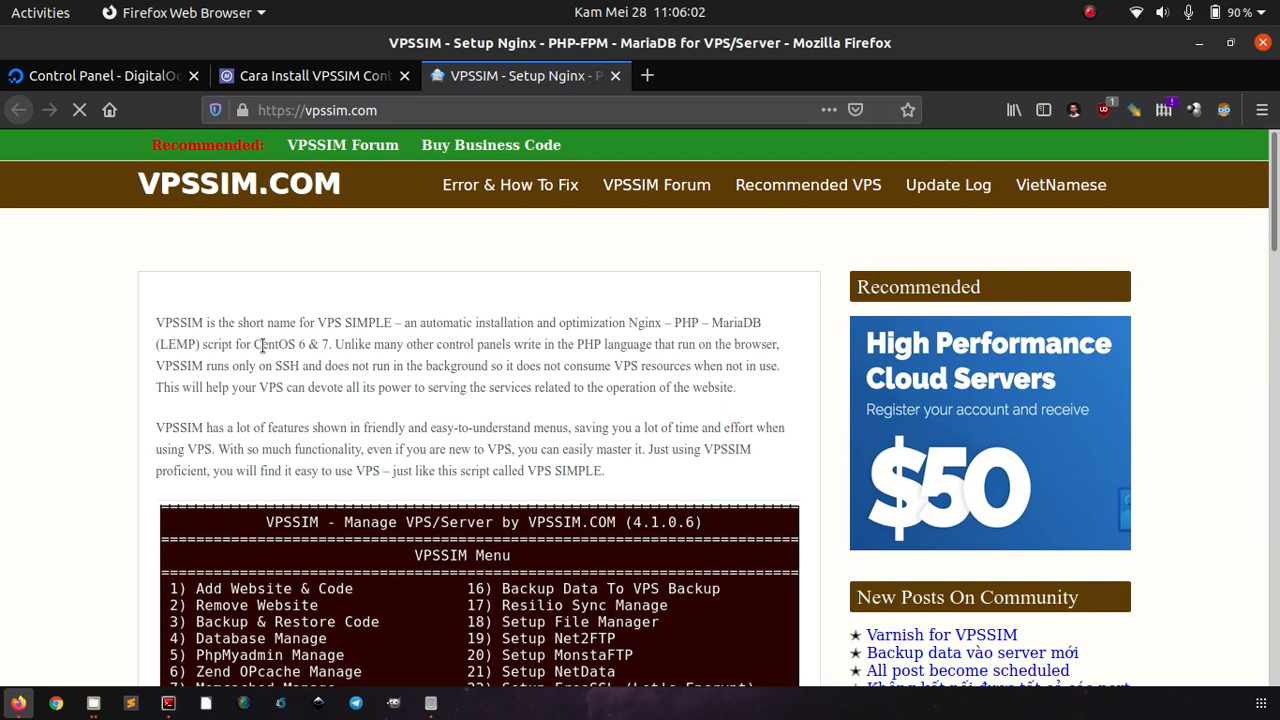 Activities Firefox Web Browser Kam Mei 28 11:06:02 90 %
VPSSIM - Setup Nginx - PHP-FPM - MariaDB for VPS/Server - Mozilla Firefox
Control Panel - DigitalOc Cara Install VPSSIM Cont VPSSIM - Setup Nginx - P
https://vpssim.com
Recommended: VPSSIM Forum Buy Business Code
VPSSIM.COM Error & How To Fix VPSSIM Forum Recommended VPS Update Log VietNamese
VPSSIM is the short name for VPS SIMPLE – an automatic installation and optimization Nginx – PHP – MariaDB
(LEMP) script for CentOS 6 & 7. Unlike many other control panels write in the PHP language that run on the browser,
VPSSIM runs only on SSH and does not run in the background so it does not consume VPS resources when not in use.
This will help your VPS can devote all its power to serving the services related to the operation of the website.
VPSSIM has a lot of features shown in friendly and easy-to-understand menus, saving you a lot of time and effort when
using VPS. With so much functionality, even if you are new to VPS, you can easily master it. Just using VPSSIM
proficient, you will find it easy to use VPS – just like this script called VPS SIMPLE.
VPSSIM - Manage VPS/Server by VPSSIM.COM (4.1.0.6)
VPSSIM Menu
1) Add Website & Code 16) Backup Data To VPS Backup
2) Remove Website 17) Resilio Sync Manage
3) Backup & Restore Code 18) Setup File Manager
4) Database Manage 19) Setup Net2FTP
5) PhpMyadmin Manage 20) Setup MonstaFTP
6) Zend OPcache Manage 21) Setup NetData
Recommended
High Performance
Cloud Servers
Register your account and receive
$50
New Posts On Community
Varnish for VPSSIM
Backup data vào server mới
All post become scheduled